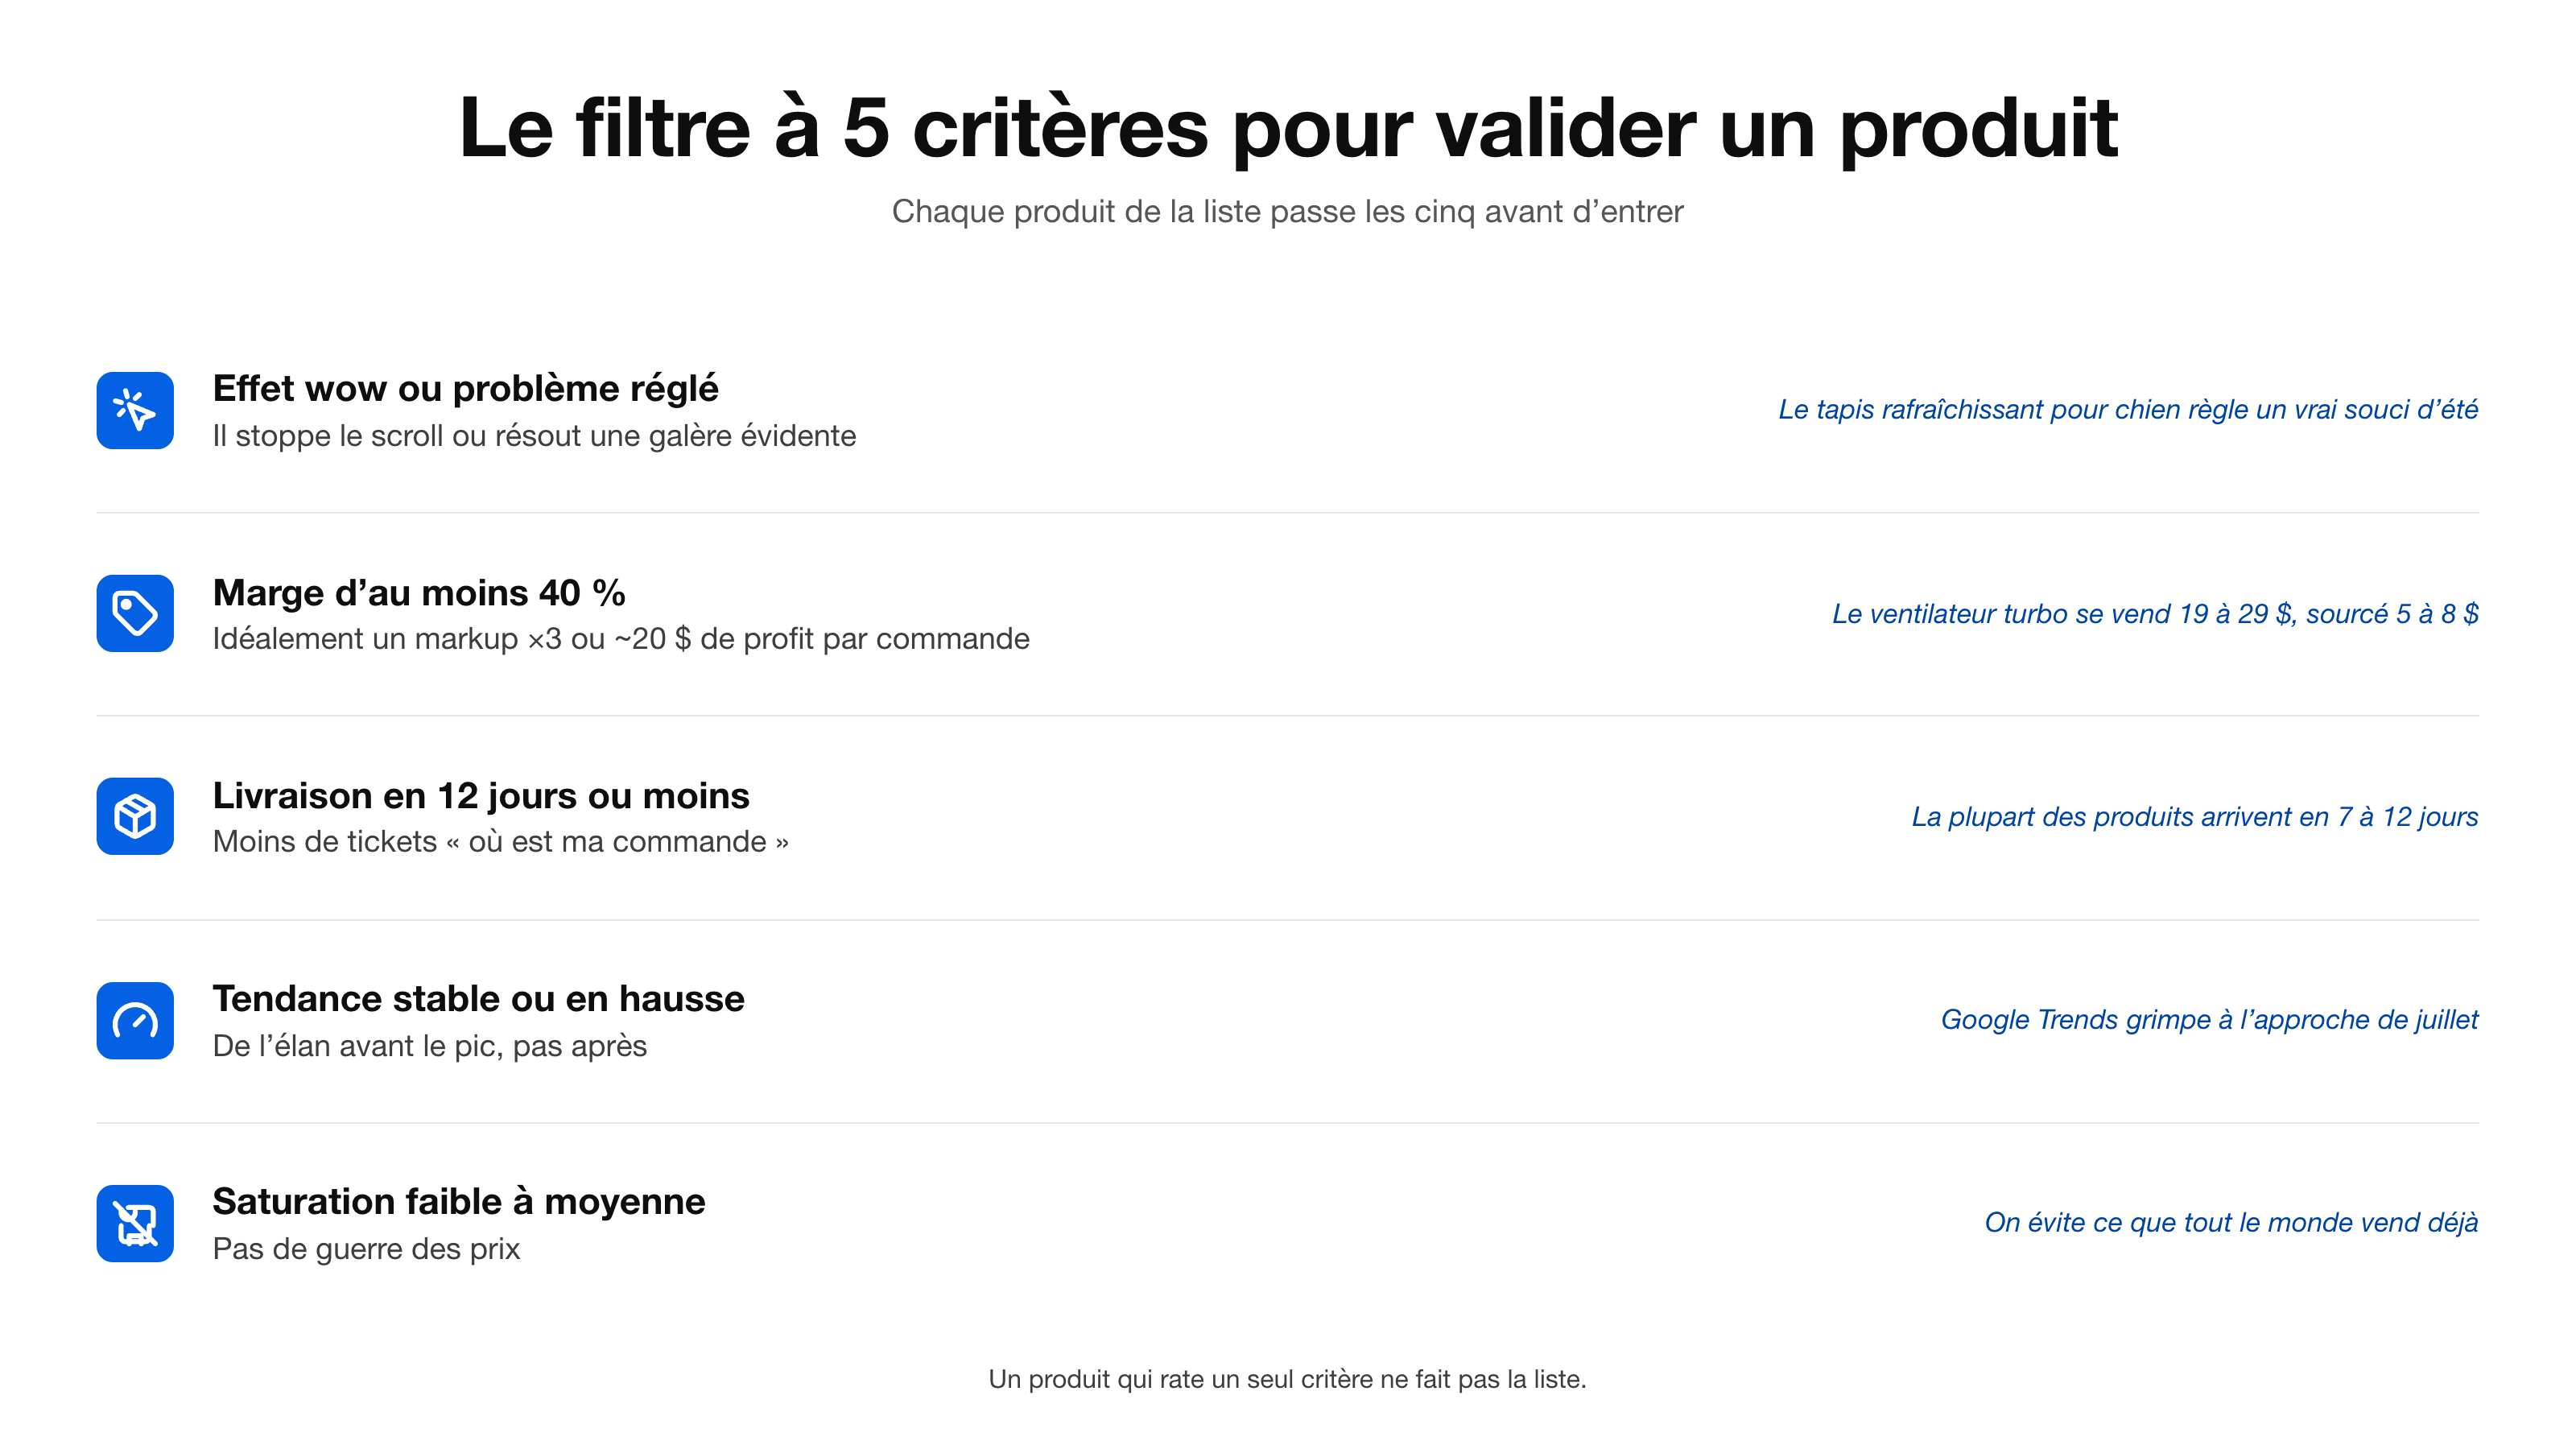 Le filtre à 5 critères pour valider un produit
Chaque produit de la liste passe les cinq avant d’entrer
Effet wow ou problème réglé
Il stoppe le scroll ou résout une galère évidente
Le tapis rafraîchissant pour chien règle un vrai souci d’été
Marge d’au moins 40 %
Idéalement un markup ×3 ou ~20 $ de profit par commande
Le ventilateur turbo se vend 19 à 29 $, sourcé 5 à 8 $
Livraison en 12 jours ou moins
Moins de tickets « où est ma commande »
La plupart des produits arrivent en 7 à 12 jours
Tendance stable ou en hausse
De l’élan avant le pic, pas après
Google Trends grimpe à l’approche de juillet
Saturation faible à moyenne
Pas de guerre des prix
On évite ce que tout le monde vend déjà
Un produit qui rate un seul critère ne fait pas la liste.